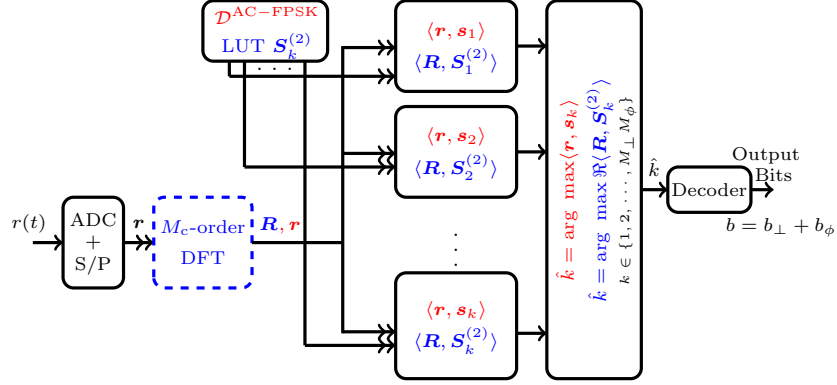 𝒟^AC−FPSK
LUT S_k^(2)
. . . .
⟨r, s_1⟩
⟨R, S_1^(2)⟩
⟨r, s_2⟩
⟨R, S_2^(2)⟩
r(t)
ADC
+
S/P
r
M_c-order
DFT
R, r
⋮
⟨r, s_k⟩
⟨R, S_k^(2)⟩
k̂ = arg max⟨r, s_k⟩
k̂ = arg max ℜ⟨R, S_k^(2)⟩
k ∈ {1, 2, · · · , M_⊥ M_ϕ}
k̂
Decoder
Output
Bits
b = b_⊥ + b_ϕ